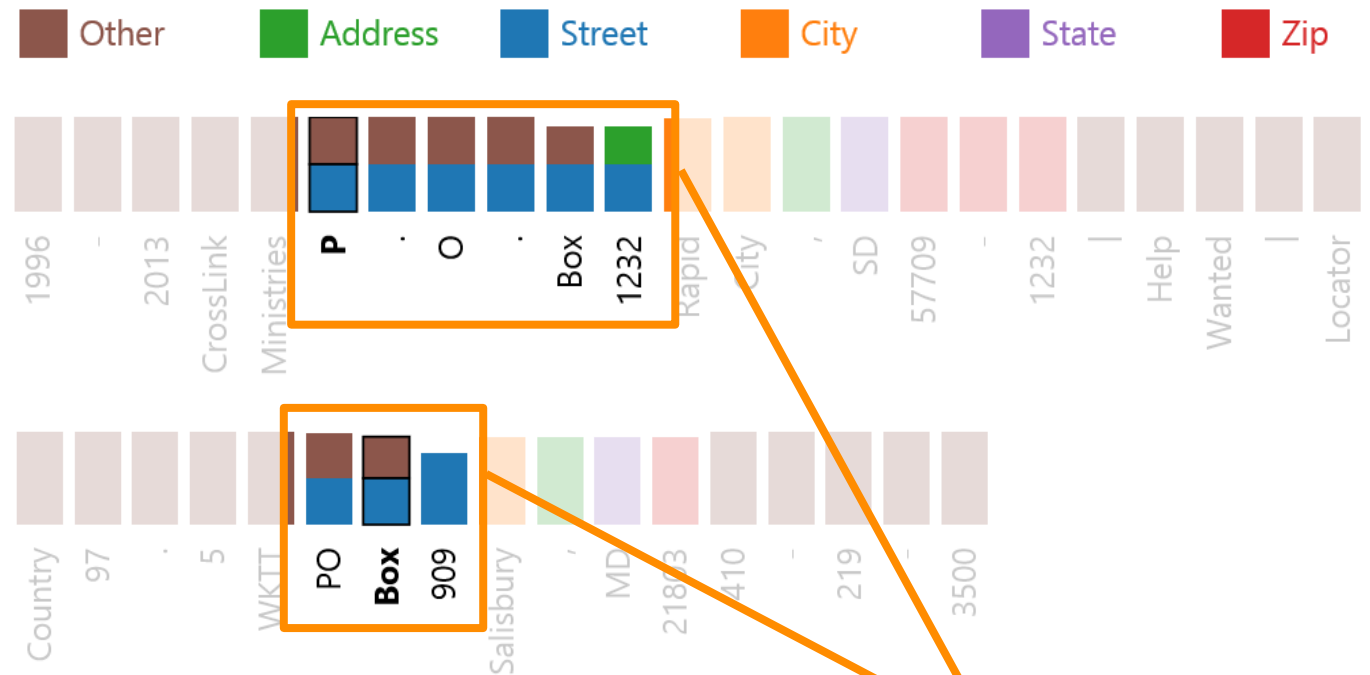 Other Address Street City State Zip
1996 - 2013 CrossLink Ministries P . O . Box 1232 Rapid City , SD 57709 - 1232 | Help Wanted | Locator
Country 97 . 5 WKTT PO Box 909 Salisbury , MD 21803 410 - 219 - 3500